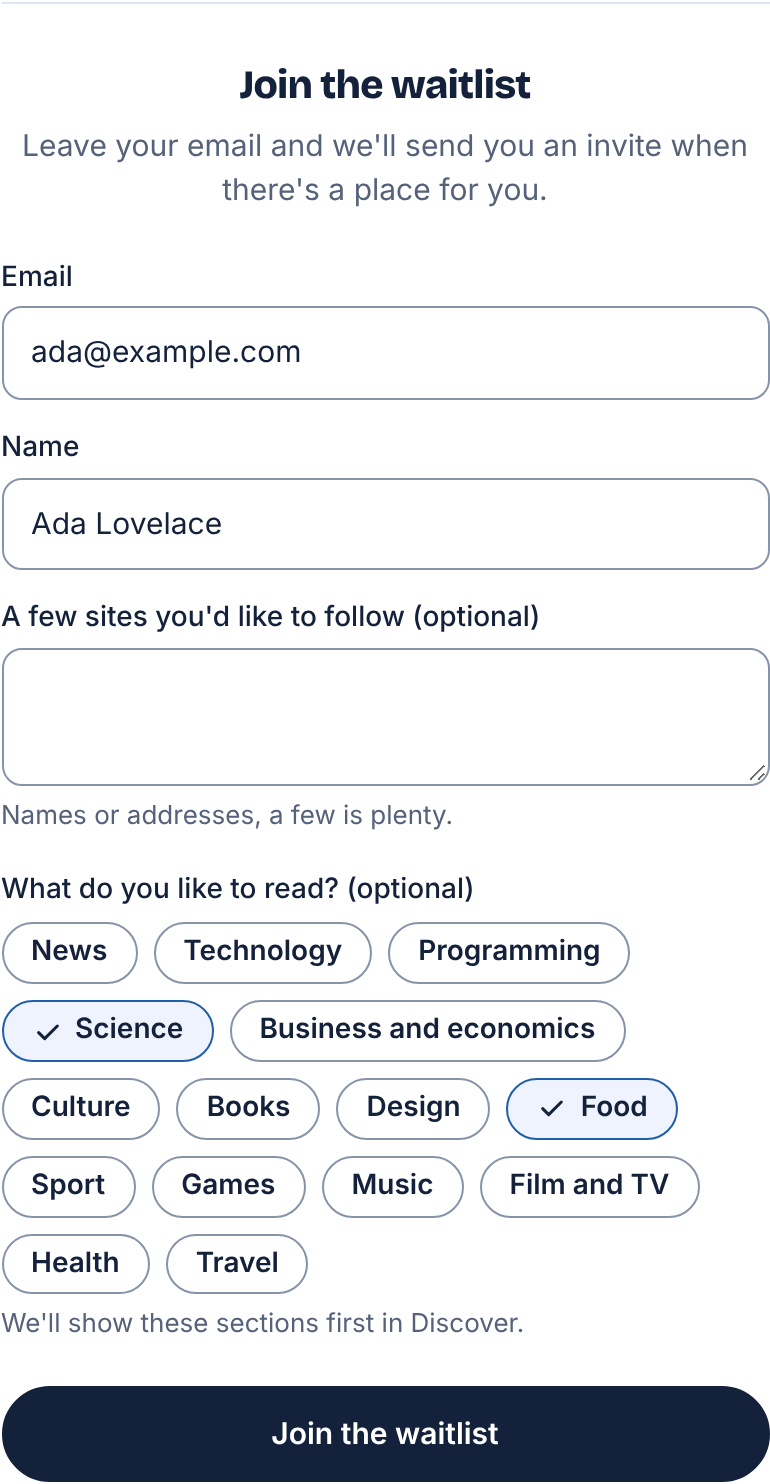 Join the waitlist
Leave your email and we'll send you an invite when
there's a place for you.
Email
ada@example.com
Name
Ada Lovelace
A few sites you'd like to follow (optional)
Names or addresses, a few is plenty.
What do you like to read? (optional)
News Technology Programming
Science Business and economics
Culture Books Design Food
Sport Games Music Film and TV
Health Travel
We'll show these sections first in Discover.
Join the waitlist